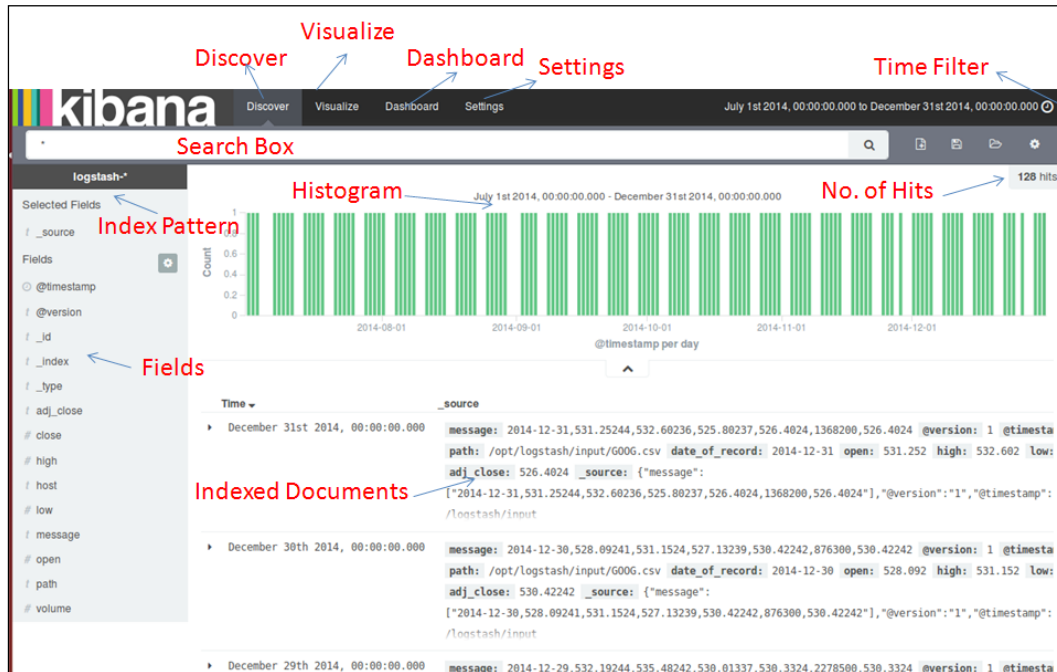 Visualize
Discover
Dashboard
Settings
Time Filter
kibana
Discover
Visualize
Dashboard
Settings
July 1st 2014, 00:00:00.000 to December 31st 2014, 00:00:00.000
*
Search Box
logstash-*
128 hits
Histogram
No. of Hits
July 1st 2014, 00:00:00.000 - December 31st 2014, 00:00:00.000
Selected Fields
Index Pattern
t _source
Fields
t @version
@timestamp
t _id
t _index
Fields
t _type
t adj_close
# close
# high
t host
# low
t message
# open
t path
# volume
Count
1
0.8
0.6
0.4
0.2
0
2014-08-01
2014-09-01
2014-10-01
2014-11-01
2014-12-01
@timestamp per day
Time
_source
December 31st 2014, 00:00:00.000
message: 2014-12-31,531.25244,532.60236,525.80237,526.4024,1368200,526.4024 @version: 1 @timesta
path: /opt/logstash/input/GOOG.csv date_of_record: 2014-12-31 open: 531.252 high: 532.602 low:
adj_close: 526.4024 _source: {"message":
Indexed Documents
["2014-12-31,531.25244,532.60236,525.80237,526.4024,1368200,526.4024"],"@version":"1","@timestamp":
/logstash/input
December 30th 2014, 00:00:00.000
message: 2014-12-30,528.09241,531.1524,527.13239,530.42242,876300,530.42242 @version: 1 @timesta
path: /opt/logstash/input/GOOG.csv date_of_record: 2014-12-30 open: 528.092 high: 531.152 low:
adj_close: 530.42242 _source: {"message":
["2014-12-30,528.09241,531.1524,527.13239,530.42242,876300,530.42242"],"@version":"1","@timestamp":
/logstash/input
December 29th 2014, 00:00:00.000
message: 2014-12-29,532.19244,535.48242,530.01337,530.3324,2278500,530.3324 @version: 1 @timesta